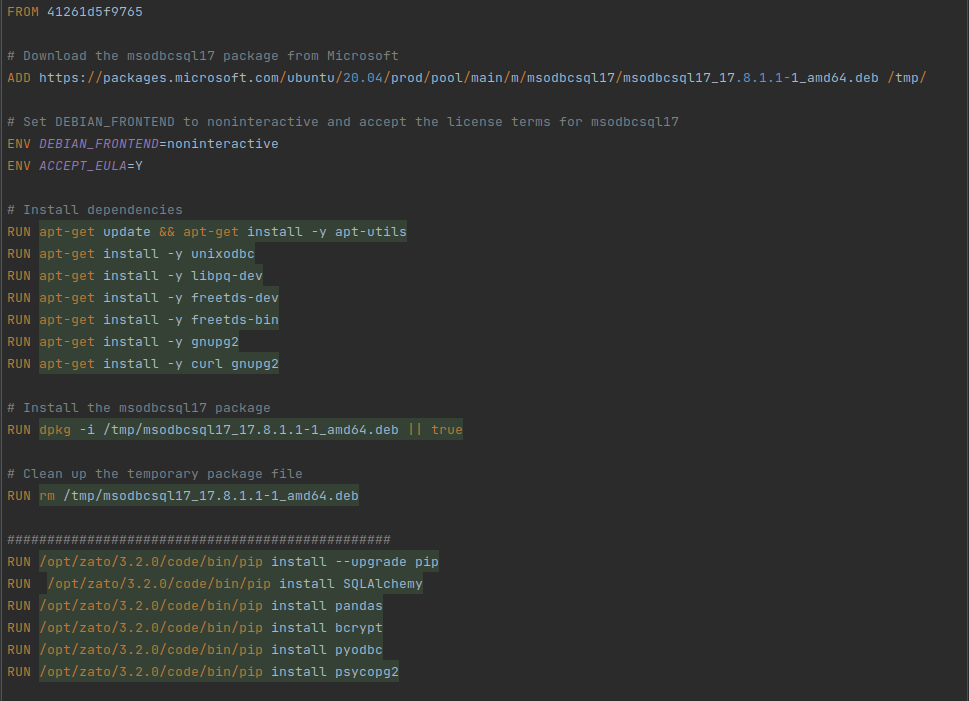 FROM 41261d5f9765
# Download the msodbcsql17 package from Microsoft
ADD https://packages.microsoft.com/ubuntu/20.04/prod/pool/main/m/msodbcsql17/msodbcsql17_17.8.1.1-1_amd64.deb /tmp/
# Set DEBIAN_FRONTEND to noninteractive and accept the license terms for msodbcsql17
ENV DEBIAN_FRONTEND=noninteractive
ENV ACCEPT_EULA=Y
# Install dependencies
RUN apt-get update && apt-get install -y apt-utils
RUN apt-get install -y unixodbc
RUN apt-get install -y libpq-dev
RUN apt-get install -y freetds-dev
RUN apt-get install -y freetds-bin
RUN apt-get install -y gnupg2
RUN apt-get install -y curl gnupg2
# Install the msodbcsql17 package
RUN dpkg -i /tmp/msodbcsql17_17.8.1.1-1_amd64.deb || true
# Clean up the temporary package file
RUN rm /tmp/msodbcsql17_17.8.1.1-1_amd64.deb
################################################
RUN /opt/zato/3.2.0/code/bin/pip install --upgrade pip
RUN  /opt/zato/3.2.0/code/bin/pip install SQLAlchemy
RUN /opt/zato/3.2.0/code/bin/pip install pandas
RUN /opt/zato/3.2.0/code/bin/pip install bcrypt
RUN /opt/zato/3.2.0/code/bin/pip install pyodbc
RUN /opt/zato/3.2.0/code/bin/pip install psycopg2